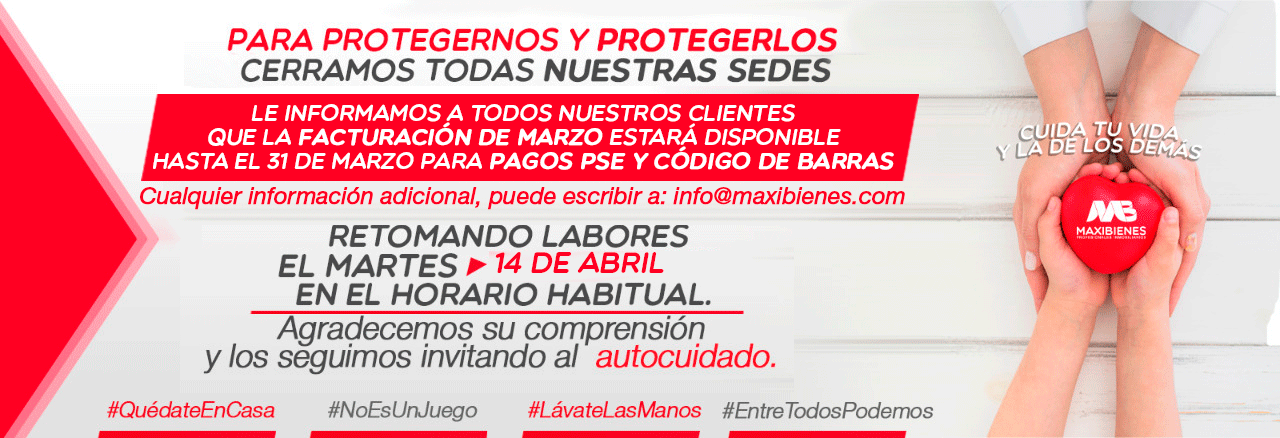 PARA PROTEGERNOS Y PROTEGERLOS
CERRAMOS TODAS NUESTRAS SEDES
LE INFORMAMOS A TODOS NUESTROS CLIENTES
QUE LA FACTURACIÓN DE MARZO ESTARÁ DISPONIBLE
HASTA EL 31 DE MARZO PARA PAGOS PSE Y CÓDIGO DE BARRAS
Cualquier información adicional, puede escribir a: info@maxibienes.com
RETOMANDO LABORES
EL MARTES ▶ 14 DE ABRIL
EN EL HORARIO HABITUAL.
Agradecemos su comprensión
y los seguimos invitando al autocuidado.
#QuédateEnCasa #NoEsUnJuego #LávateLasManos #EntreTodosPodemos
CUIDA TU VIDA
Y LA DE LOS DEMÁS
MB
MAXIBIENES